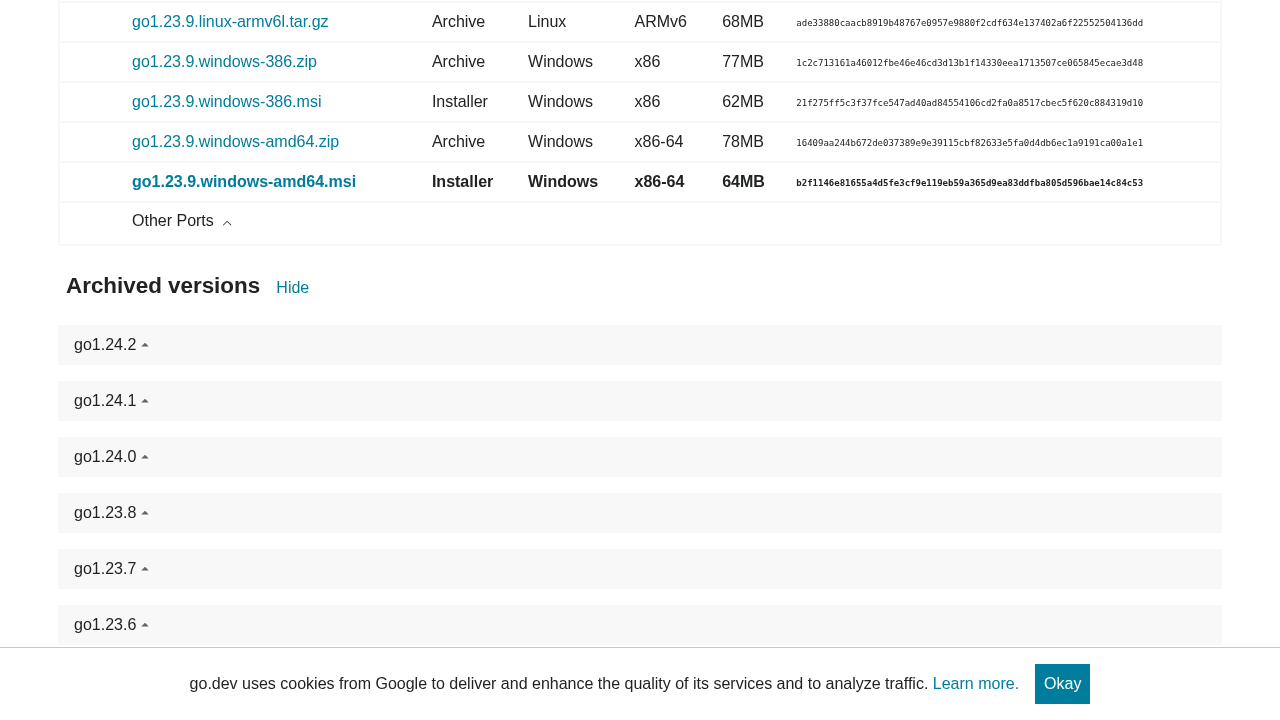 go1.23.9.linux-armv6l.tar.gz Archive Linux ARMv6 68MB ade33880caacb8919b48767e0957e9880f2cdf634e137402a6f22552504136dd
go1.23.9.windows-386.zip Archive Windows x86 77MB 1c2c713161a46012fbe46e46cd3d13b1f14330eea1713507ce065845ecae3d48
go1.23.9.windows-386.msi Installer Windows x86 62MB 21f275ff5c3f37fce547ad40ad84554106cd2fa0a8517cbec5f620c884319d10
go1.23.9.windows-amd64.zip Archive Windows x86-64 78MB 16409aa244b672de037389e9e39115cbf82633e5fa0d4db6ec1a9191ca00a1e1
go1.23.9.windows-amd64.msi Installer Windows x86-64 64MB b2f1146e81655a4d5fe3cf9e119eb59a365d9ea83ddfba805d596bae14c84c53
Other Ports
Archived versions Hide
go1.24.2
go1.24.1
go1.24.0
go1.23.8
go1.23.7
go1.23.6
go.dev uses cookies from Google to deliver and enhance the quality of its services and to analyze traffic. Learn more. Okay